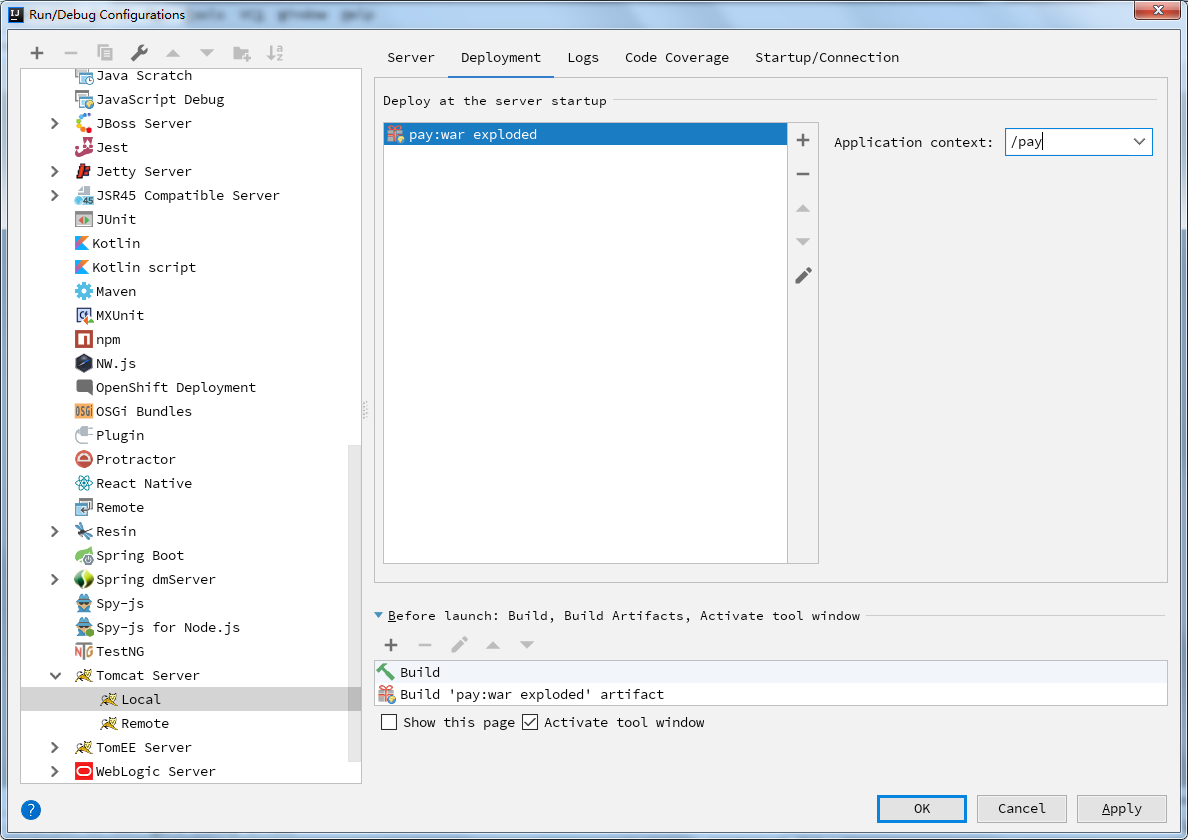 Run/Debug Configurations
Java Scratch
JavaScript Debug
JBoss Server
Jest
Jetty Server
JSR45 Compatible Server
JUnit
Kotlin
Kotlin script
Maven
MXUnit
npm
NW.js
OpenShift Deployment
OSGi Bundles
Plugin
Protractor
React Native
Remote
Resin
Spring Boot
Spring dmServer
Spy-js
Spy-js for Node.js
TestNG
Tomcat Server
Local
Remote
TomEE Server
WebLogic Server
Server Deployment Logs Code Coverage Startup/Connection
Deploy at the server startup
pay:war exploded
Application context: /pay
Before launch: Build, Build Artifacts, Activate tool window
Build
Build 'pay:war exploded' artifact
Show this page Activate tool window
? OK Cancel Apply